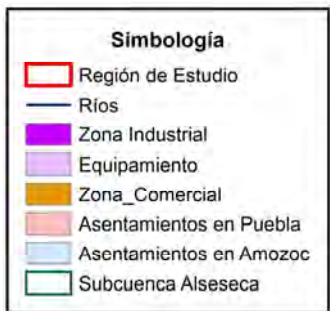 Simbología
Región de Estudio
Ríos
Zona Industrial
Equipamiento
Zona_Comercial
Asentamientos en Puebla
Asentamientos en Amozoc
Subcuenca Alseseca